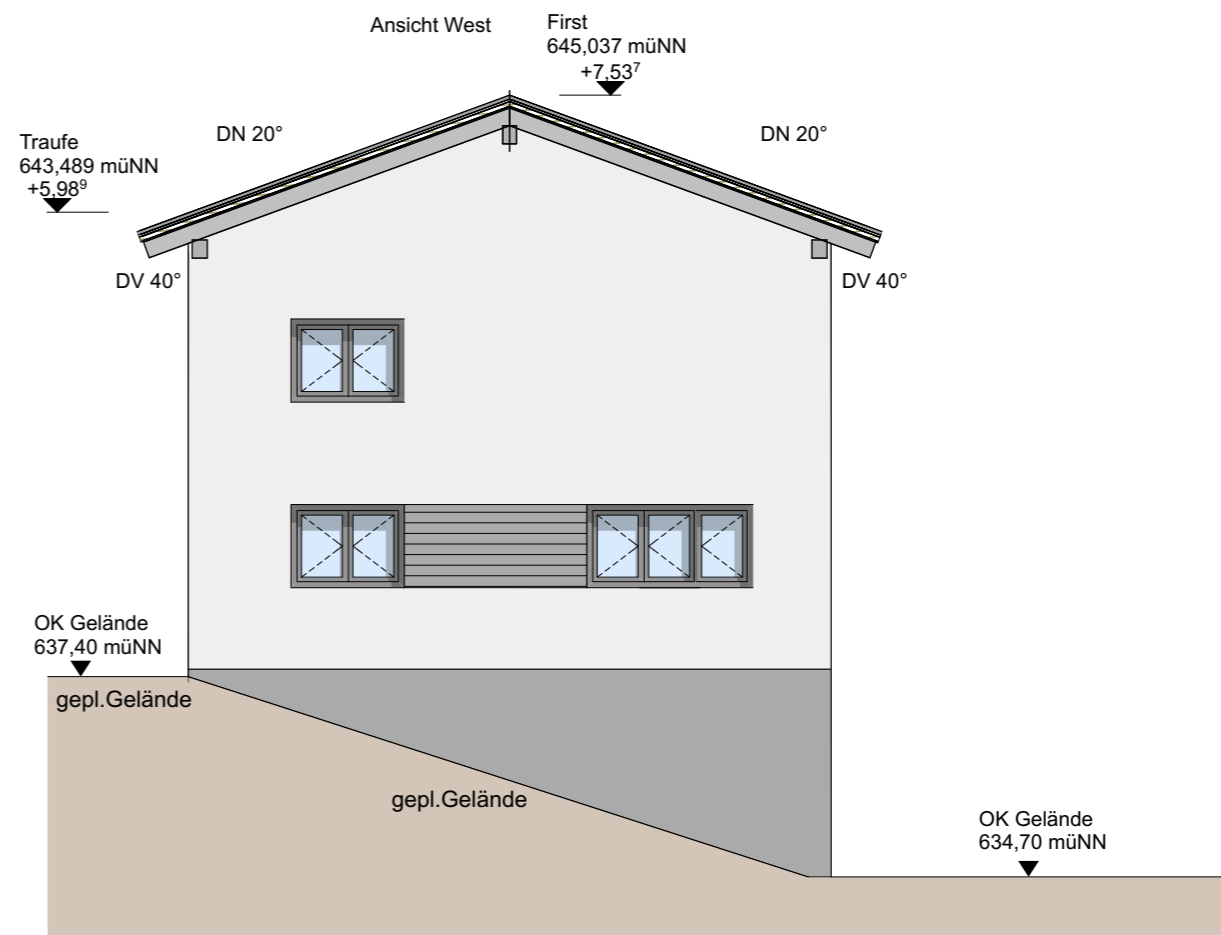 Ansicht West
First
645,037 müNN
+7,53⁷
DN 20°
DN 20°
Traufe
643,489 müNN
+5,98⁹
DV 40°
DV 40°
OK Gelände
637,40 müNN
gepl.Gelände
gepl.Gelände
OK Gelände
634,70 müNN